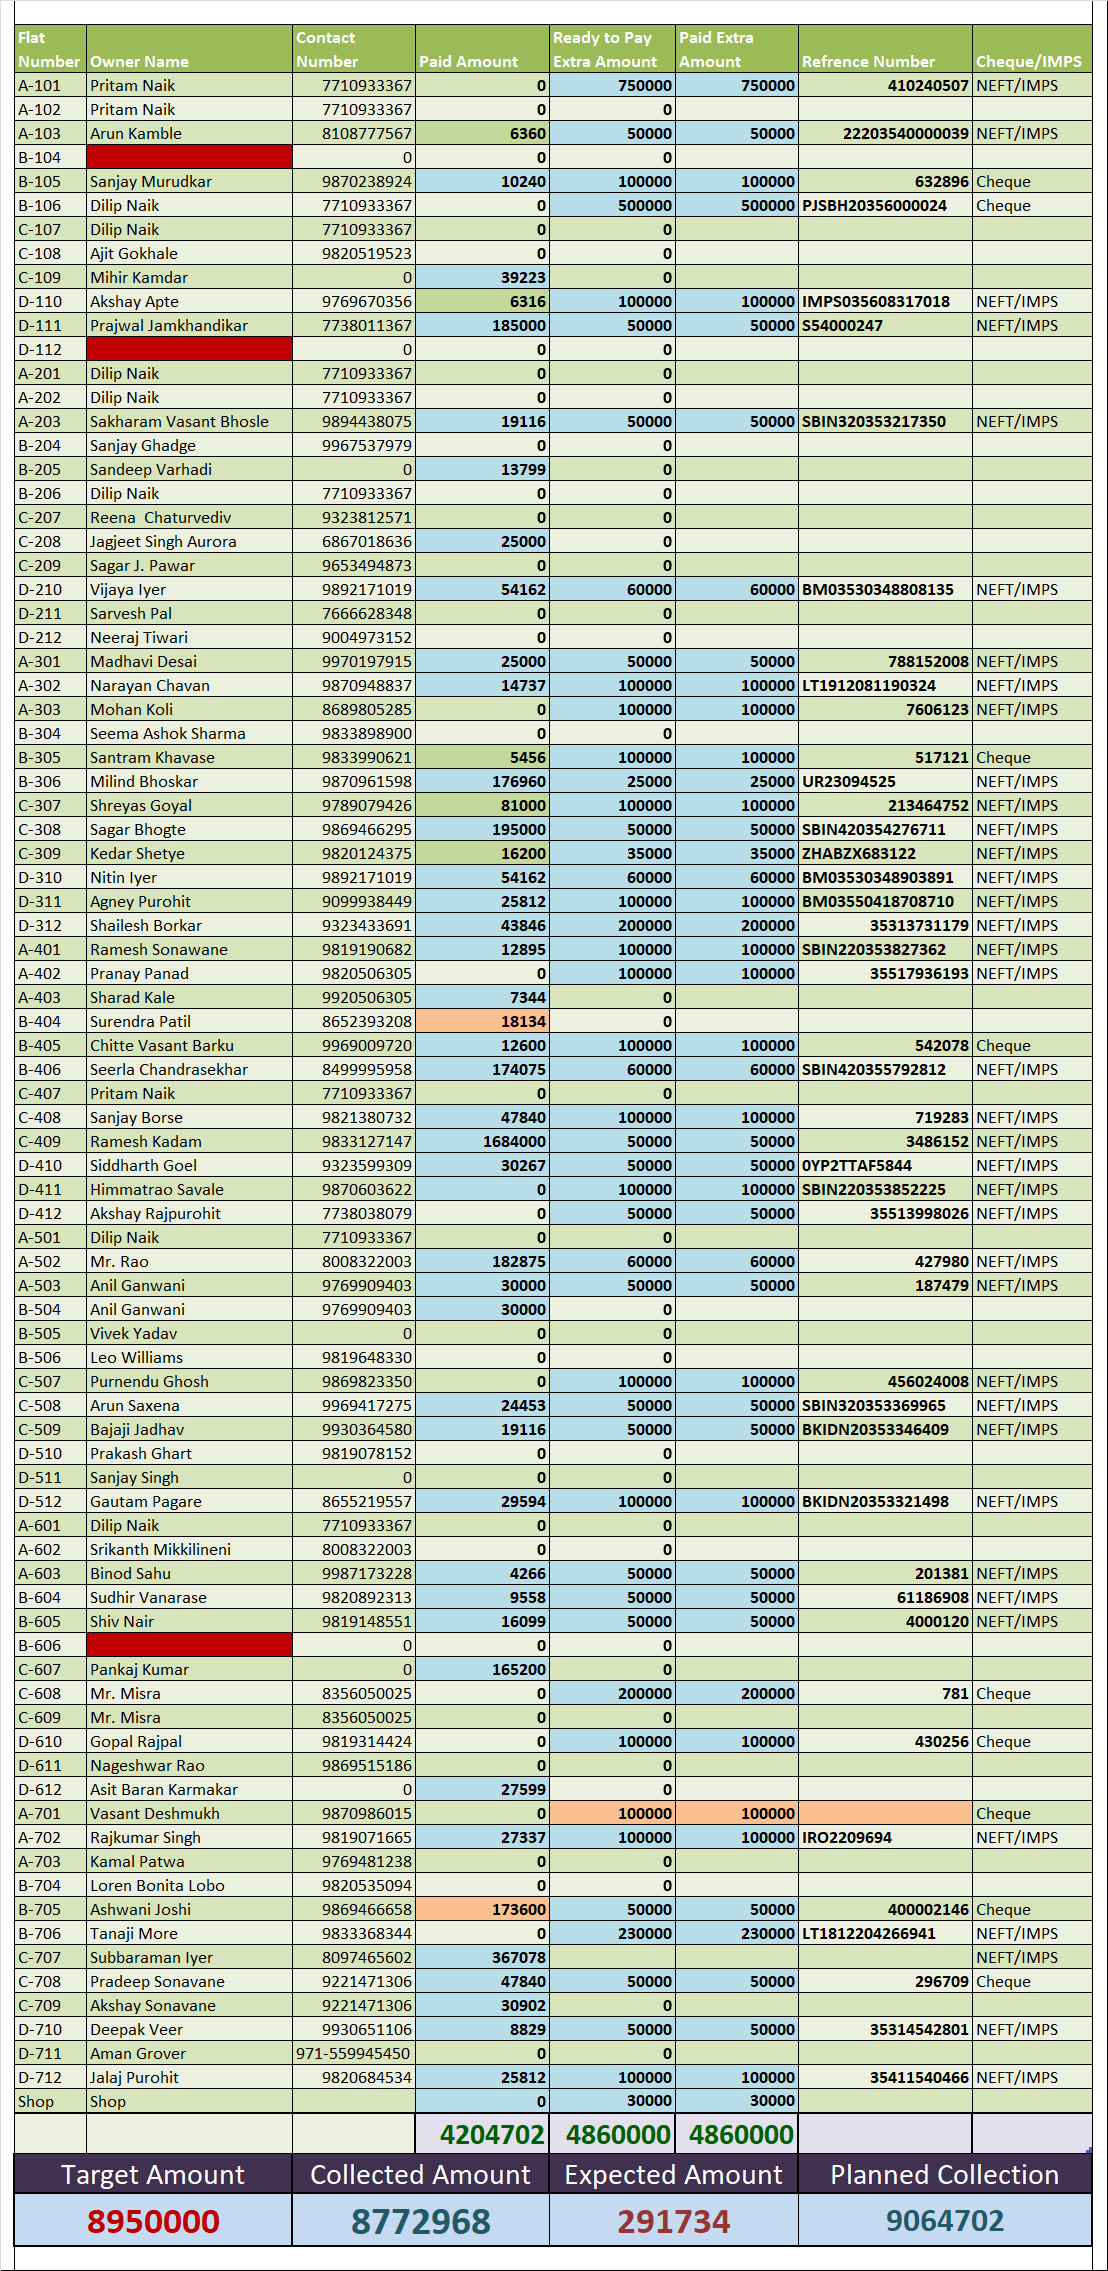 Flat Number Owner Name Contact Number Paid Amount Ready to Pay Extra Amount Paid Extra Amount Refrence Number Cheque/IMPS
A-101 Pritam Naik 7710933367 0 750000 750000 410240507 NEFT/IMPS
A-102 Pritam Naik 7710933367 0 0
A-103 Arun Kamble 8108777567 6360 50000 50000 22203540000039 NEFT/IMPS
B-104 0 0 0
B-105 Sanjay Murudkar 9870238924 10240 100000 100000 632896 Cheque
B-106 Dilip Naik 7710933367 0 500000 500000 PJSBH20356000024 Cheque
C-107 Dilip Naik 7710933367 0 0
C-108 Ajit Gokhale 9820519523 0 0
C-109 Mihir Kamdar 0 39223 0
D-110 Akshay Apte 9769670356 6316 100000 100000 IMPS035608317018 NEFT/IMPS
D-111 Prajwal Jamkhandikar 7738011367 185000 50000 50000 S54000247 NEFT/IMPS
D-112 0 0 0
A-201 Dilip Naik 7710933367 0 0
A-202 Dilip Naik 7710933367 0 0
A-203 Sakharam Vasant Bhosle 9894438075 19116 50000 50000 SBIN320353217350 NEFT/IMPS
B-204 Sanjay Ghadge 9967537979 0 0
B-205 Sandeep Varhadi 0 13799 0
B-206 Dilip Naik 7710933367 0 0
C-207 Reena  Chaturvediv 9323812571 0 0
C-208 Jagjeet Singh Aurora 6867018636 25000 0
C-209 Sagar J. Pawar 9653494873 0 0
D-210 Vijaya Iyer 9892171019 54162 60000 60000 BM03530348808135 NEFT/IMPS
D-211 Sarvesh Pal 7666628348 0 0
D-212 Neeraj Tiwari 9004973152 0 0
A-301 Madhavi Desai 9970197915 25000 50000 50000 788152008 NEFT/IMPS
A-302 Narayan Chavan 9870948837 14737 100000 100000 LT1912081190324 NEFT/IMPS
A-303 Mohan Koli 8689805285 0 100000 100000 7606123 NEFT/IMPS
B-304 Seema Ashok Sharma 9833898900 0 0
B-305 Santram Khavase 9833990621 5456 100000 100000 517121 Cheque
B-306 Milind Bhoskar 9870961598 176960 25000 25000 UR23094525 NEFT/IMPS
C-307 Shreyas Goyal 9789079426 81000 100000 100000 213464752 NEFT/IMPS
C-308 Sagar Bhogte 9869466295 195000 50000 50000 SBIN420354276711 NEFT/IMPS
C-309 Kedar Shetye 9820124375 16200 35000 35000 ZHABZX683122 NEFT/IMPS
D-310 Nitin Iyer 9892171019 54162 60000 60000 BM03530348903891 NEFT/IMPS
D-311 Agney Purohit 9099938449 25812 100000 100000 BM03550418708710 NEFT/IMPS
D-312 Shailesh Borkar 9323433691 43846 200000 200000 35313731179 NEFT/IMPS
A-401 Ramesh Sonawane 9819190682 12895 100000 100000 SBIN220353827362 NEFT/IMPS
A-402 Pranay Panad 9820506305 0 100000 100000 35517936193 NEFT/IMPS
A-403 Sharad Kale 9920506305 7344 0
B-404 Surendra Patil 8652393208 18134 0
B-405 Chitte Vasant Barku 9969009720 12600 100000 100000 542078 Cheque
B-406 Seerla Chandrasekhar 8499995958 174075 60000 60000 SBIN420355792812 NEFT/IMPS
C-407 Pritam Naik 7710933367 0 0
C-408 Sanjay Borse 9821380732 47840 100000 100000 719283 NEFT/IMPS
C-409 Ramesh Kadam 9833127147 1684000 50000 50000 3486152 NEFT/IMPS
D-410 Siddharth Goel 9323599309 30267 50000 50000 0YP2TTAF5844 NEFT/IMPS
D-411 Himmatrao Savale 9870603622 0 100000 100000 SBIN220353852225 NEFT/IMPS
D-412 Akshay Rajpurohit 7738038079 0 50000 50000 35513998026 NEFT/IMPS
A-501 Dilip Naik 7710933367 0 0
A-502 Mr. Rao 8008322003 182875 60000 60000 427980 NEFT/IMPS
A-503 Anil Ganwani 9769909403 30000 50000 50000 187479 NEFT/IMPS
B-504 Anil Ganwani 9769909403 30000 0
B-505 Vivek Yadav 0 0 0
B-506 Leo Williams 9819648330 0 0
C-507 Purnendu Ghosh 9869823350 0 100000 100000 456024008 NEFT/IMPS
C-508 Arun Saxena 9969417275 24453 50000 50000 SBIN320353369965 NEFT/IMPS
C-509 Bajaji Jadhav 9930364580 19116 50000 50000 BKIDN20353346409 NEFT/IMPS
D-510 Prakash Ghart 9819078152 0 0
D-511 Sanjay Singh 0 0 0
D-512 Gautam Pagare 8655219557 29594 100000 100000 BKIDN20353321498 NEFT/IMPS
A-601 Dilip Naik 7710933367 0 0
A-602 Srikanth Mikkilineni 8008322003 0 0
A-603 Binod Sahu 9987173228 4266 50000 50000 201381 NEFT/IMPS
B-604 Sudhir Vanarase 9820892313 9558 50000 50000 61186908 NEFT/IMPS
B-605 Shiv Nair 9819148551 16099 50000 50000 4000120 NEFT/IMPS
B-606 0 0 0
C-607 Pankaj Kumar 0 165200 0
C-608 Mr. Misra 8356050025 0 200000 200000 781 Cheque
C-609 Mr. Misra 8356050025 0 0
D-610 Gopal Rajpal 9819314424 0 100000 100000 430256 Cheque
D-611 Nageshwar Rao 9869515186 0 0
D-612 Asit Baran Karmakar 0 27599 0
A-701 Vasant Deshmukh 9870986015 0 100000 100000 Cheque
A-702 Rajkumar Singh 9819071665 27337 100000 100000 IRO2209694 NEFT/IMPS
A-703 Kamal Patwa 9769481238 0 0
B-704 Loren Bonita Lobo 9820535094 0 0
B-705 Ashwani Joshi 9869466658 173600 50000 50000 400002146 Cheque
B-706 Tanaji More 9833368344 0 230000 230000 LT1812204266941 NEFT/IMPS
C-707 Subbaraman Iyer 8097465602 367078 NEFT/IMPS
C-708 Pradeep Sonavane 9221471306 47840 50000 50000 296709 Cheque
C-709 Akshay Sonavane 9221471306 30902 0
D-710 Deepak Veer 9930651106 8829 50000 50000 35314542801 NEFT/IMPS
D-711 Aman Grover 971-559945450 0 0
D-712 Jalaj Purohit 9820684534 25812 100000 100000 35411540466 NEFT/IMPS
Shop Shop 0 30000 30000
4204702 4860000 4860000
Target Amount Collected Amount Expected Amount Planned Collection
8950000 8772968 291734 9064702